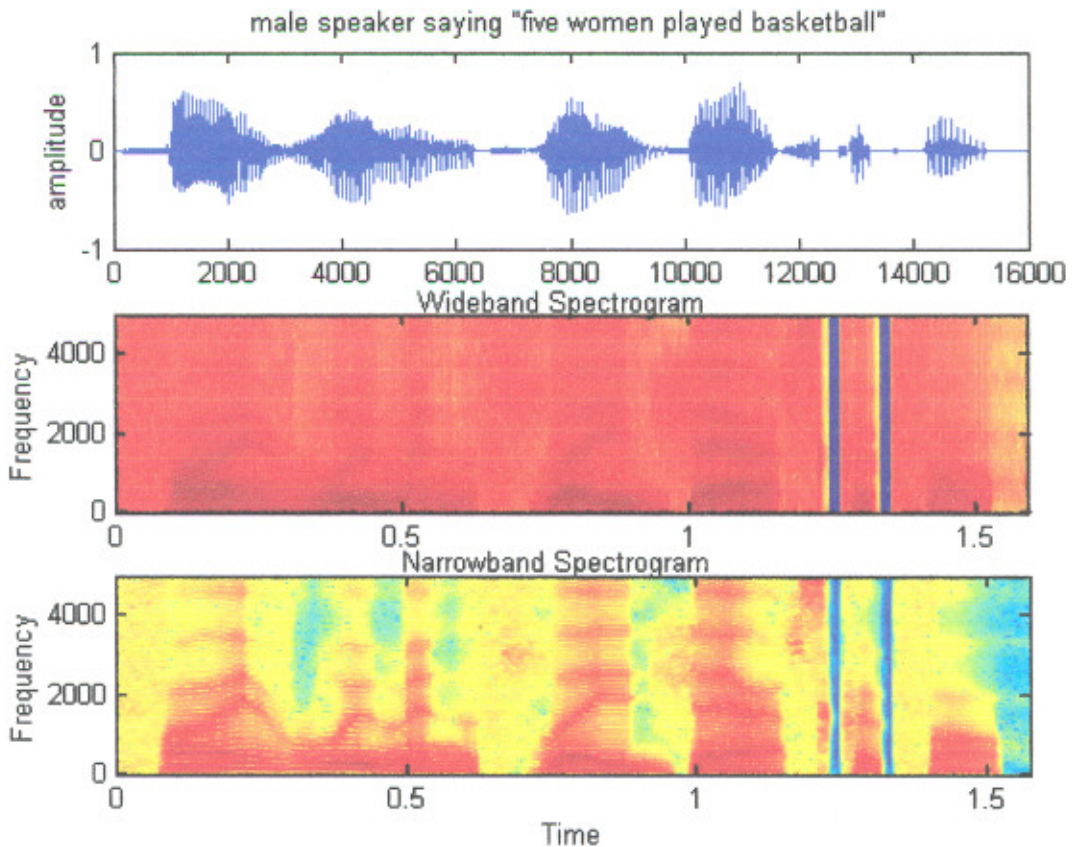 male speaker saying "five women played basketball"
amplitude
1
0
-1
0 2000 4000 6000 8000 10000 12000 14000 16000
Wideband Spectrogram
Frequency
4000
2000
0
0 0.5 1 1.5
Narrowband Spectrogram
Frequency
4000
2000
0
0 0.5 1 1.5
Time